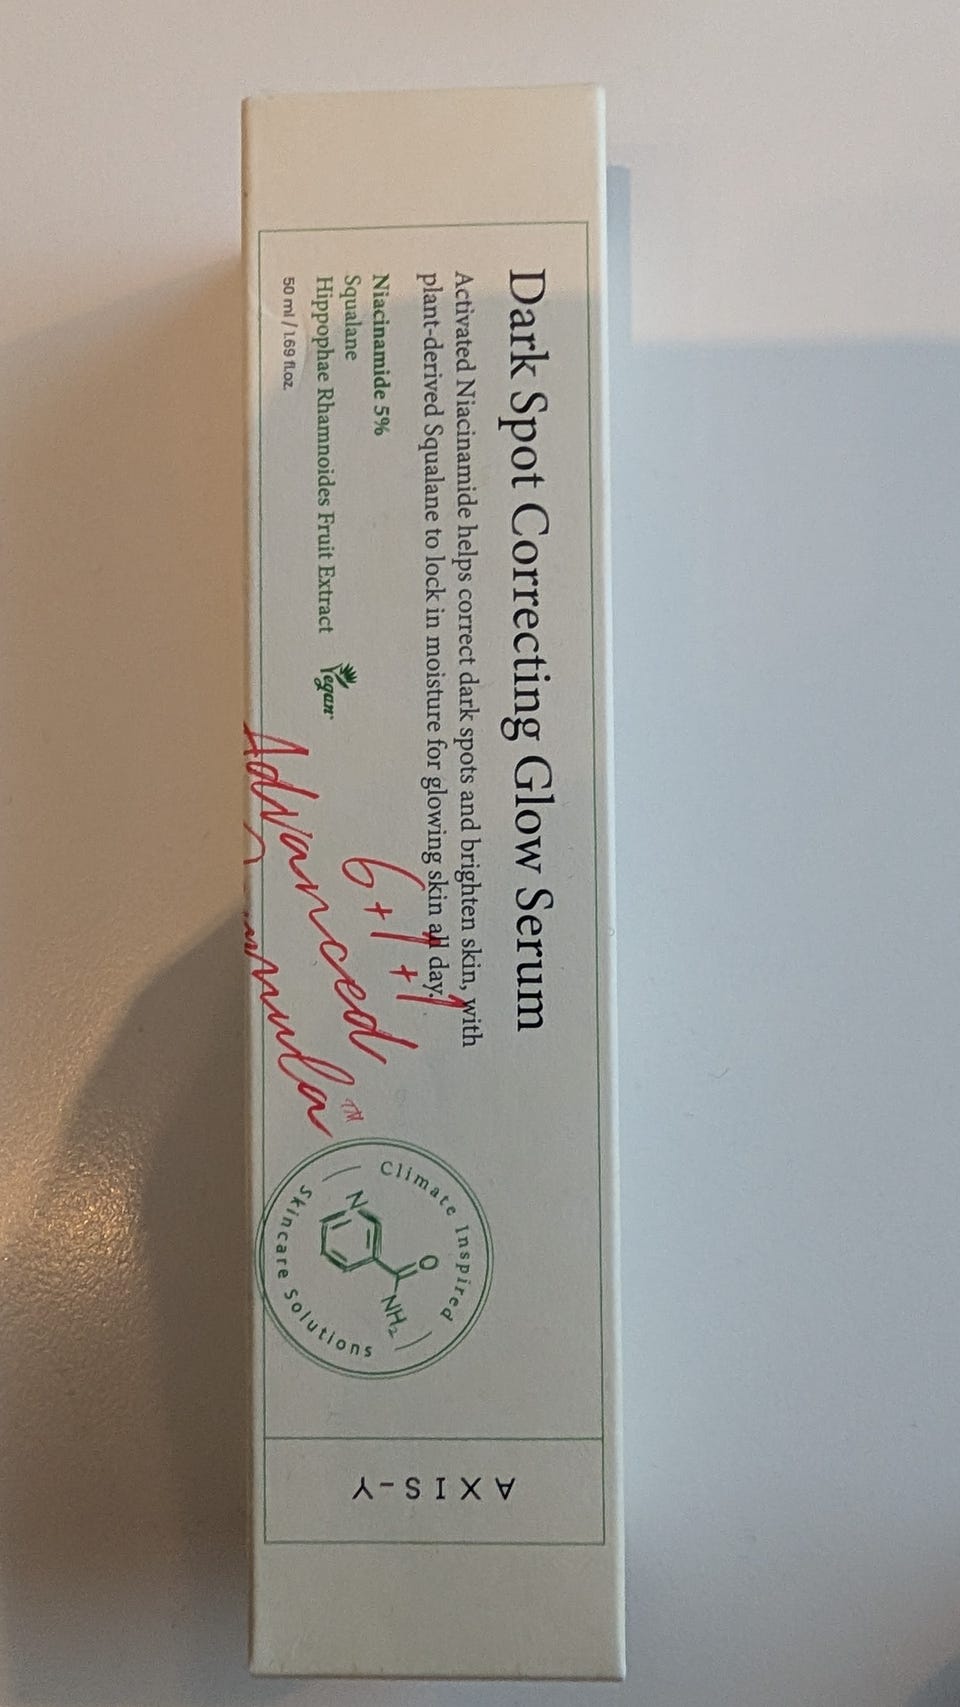 Dark Spot Correcting Glow Serum
Activated Niacinamide helps correct dark spots and brighten skin, with
plant-derived Squalane to lock in moisture for glowing skin all day.
Niacinamide 5%
Squalane
Hippophae Rhamnoides Fruit Extract
Vegan
50 ml / 1.69 fl.oz.
6+1+1
Advanced™
Climate Inspired
N
O
NH₂
Skincare Solutions
AXIS-Y